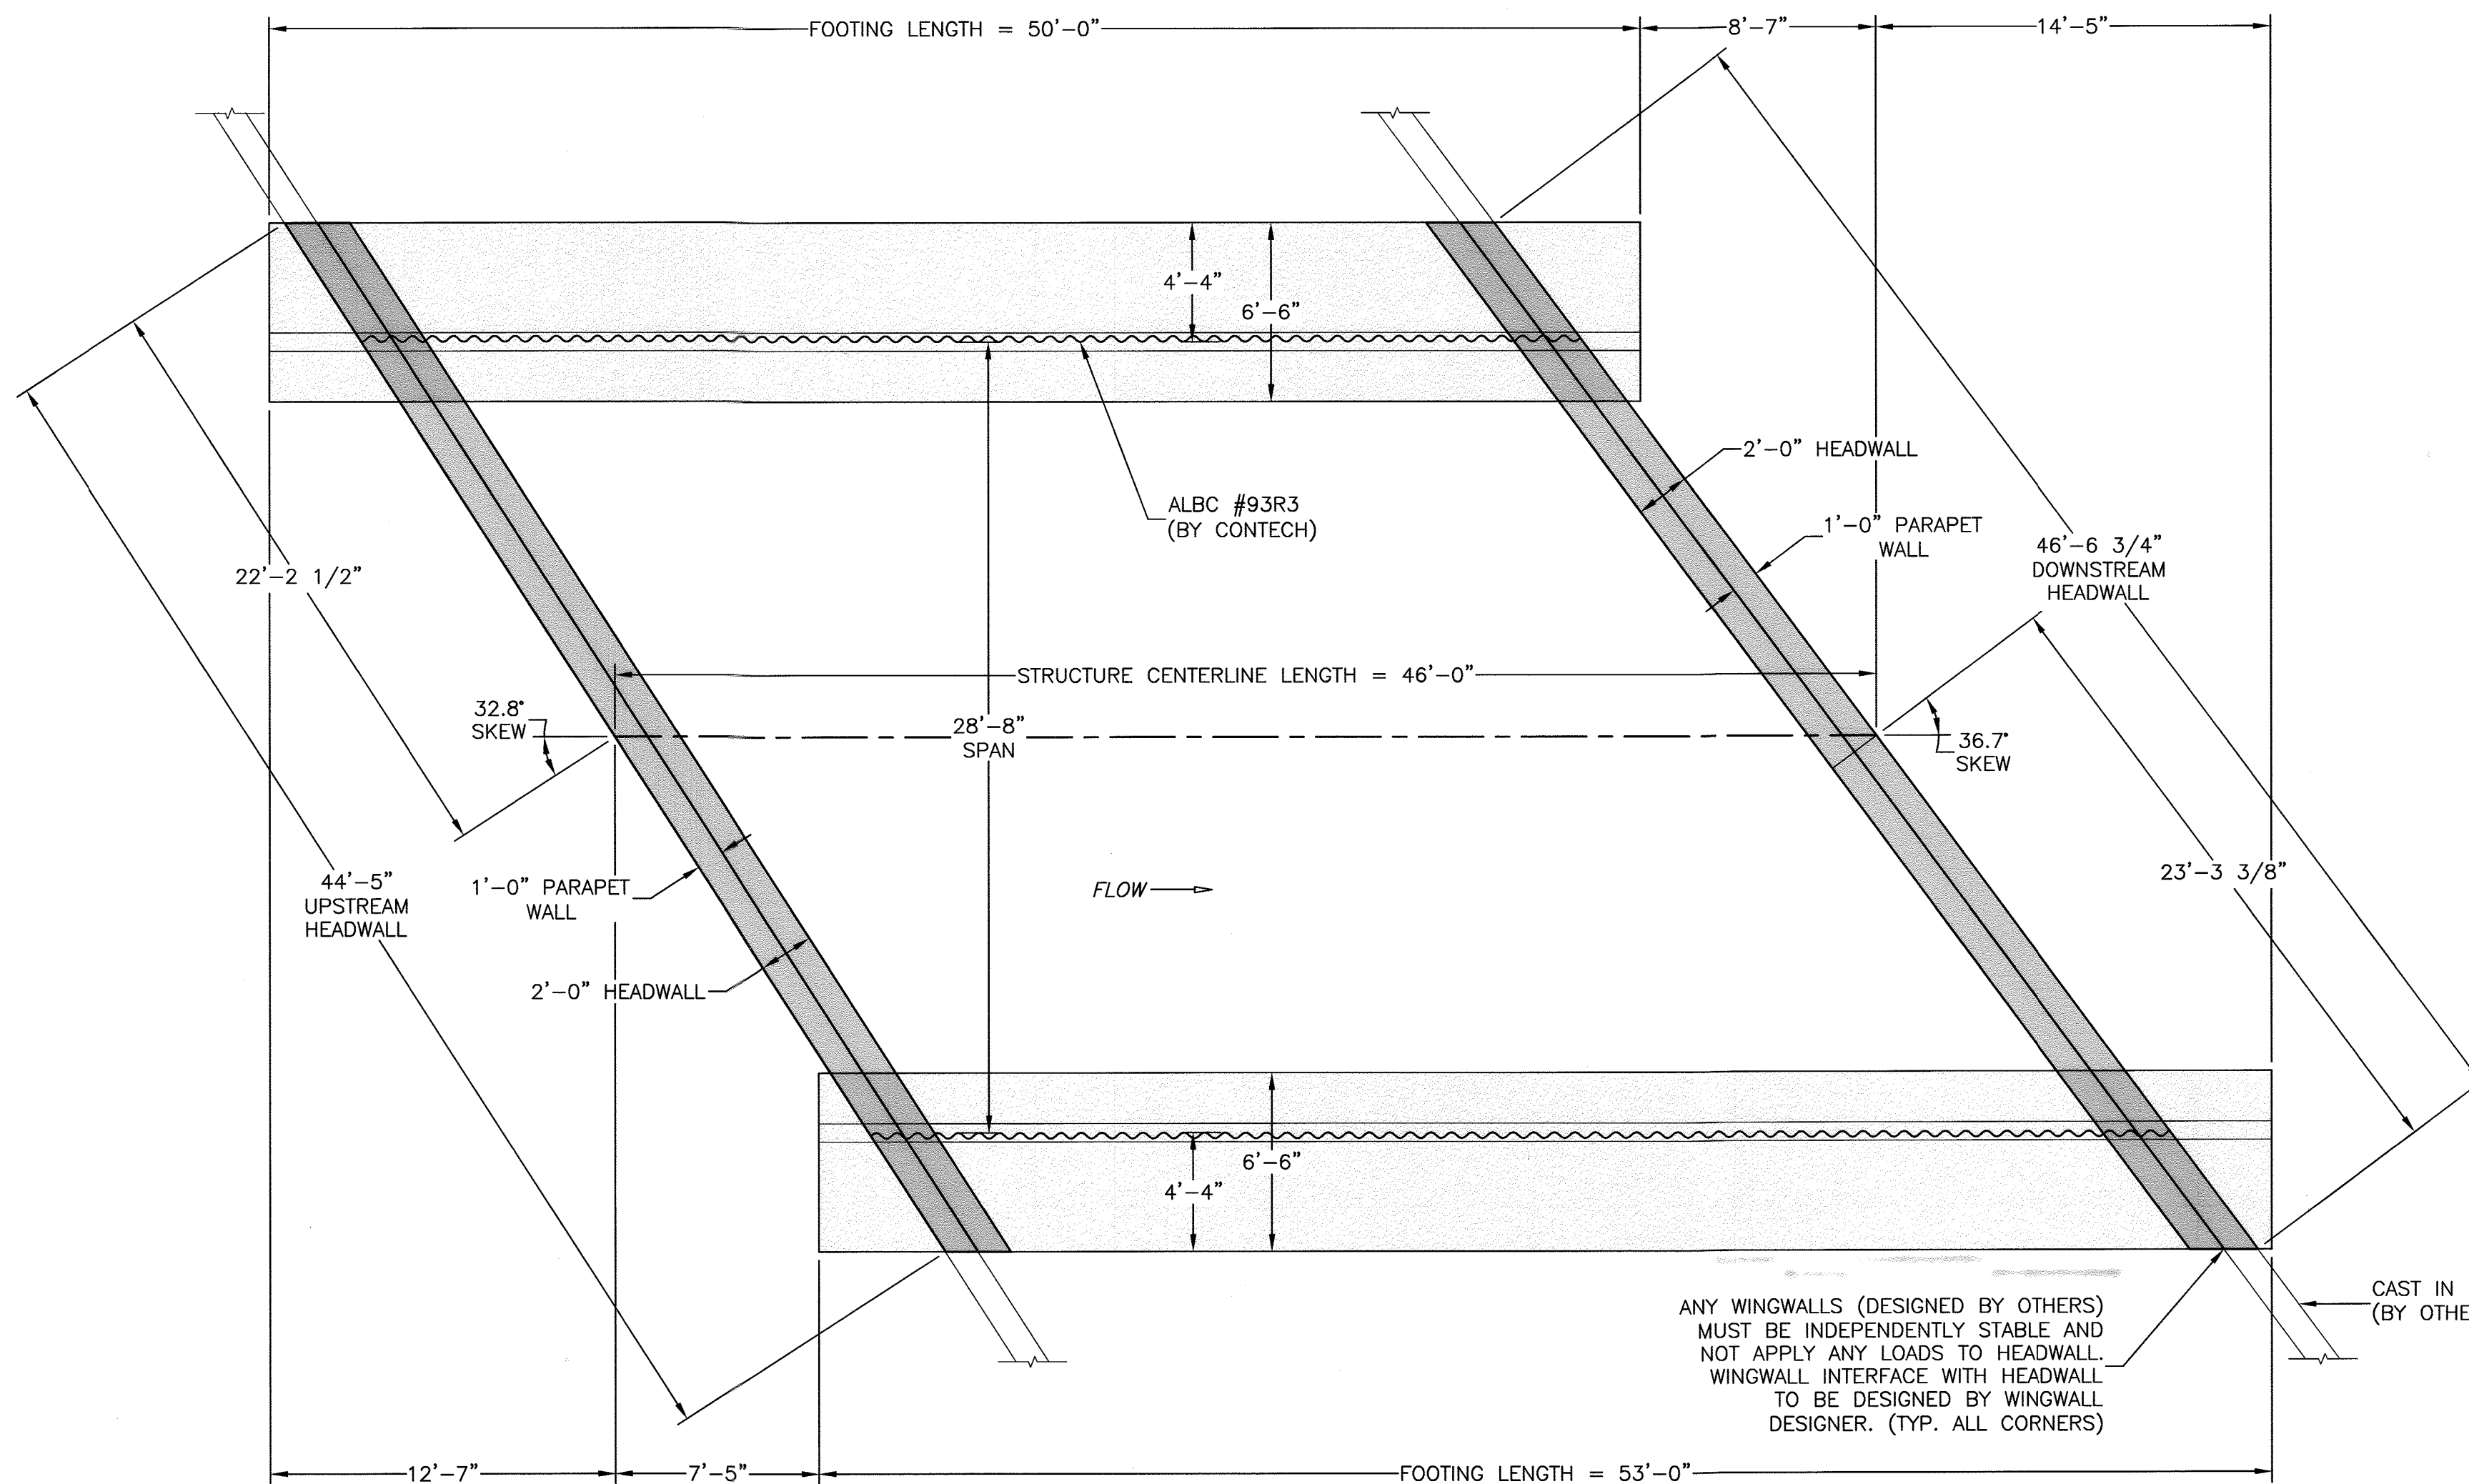 FOOTING LENGTH = 50'-0"
8'-7"
14'-5"
4'-4"
6'-6"
2'-0" HEADWALL
ALBC #93R3
(BY CONTECH)
1'-0" PARAPET
WALL
46'-6 3/4"
DOWNSTREAM
HEADWALL
22'-2 1/2"
STRUCTURE CENTERLINE LENGTH = 46'-0"
32.8°
SKEW
28'-8"
SPAN
36.7°
SKEW
44'-5"
UPSTREAM
HEADWALL
1'-0" PARAPET
WALL
FLOW
23'-3 3/8"
2'-0" HEADWALL
6'-6"
4'-4"
CAST IN
(BY OTHE
ANY WINGWALLS (DESIGNED BY OTHERS)
MUST BE INDEPENDENTLY STABLE AND
NOT APPLY ANY LOADS TO HEADWALL.
WINGWALL INTERFACE WITH HEADWALL
TO BE DESIGNED BY WINGWALL
DESIGNER. (TYP. ALL CORNERS)
12'-7"
7'-5"
FOOTING LENGTH = 53'-0"